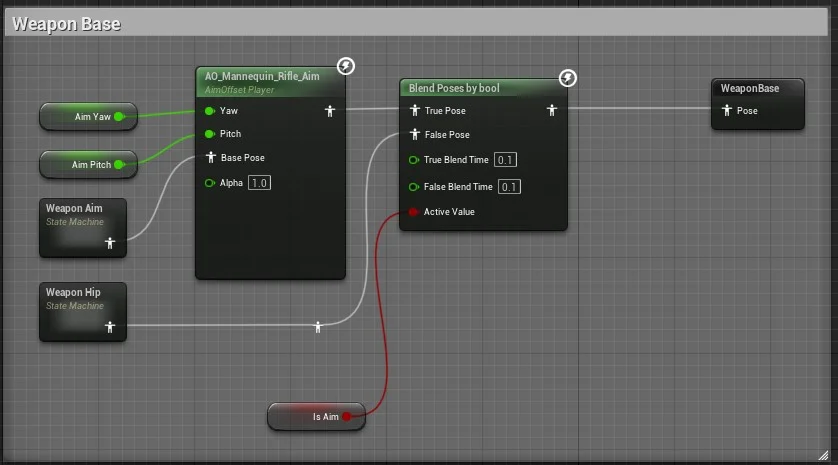 Weapon Base
AO_Mannequin_Rifle_Aim
AimOffset Player
Yaw
Pitch
Base Pose
Alpha 1.0
Aim Yaw
Aim Pitch
Weapon Aim
State Machine
Weapon Hip
State Machine
Blend Poses by bool
True Pose
False Pose
True Blend Time 0.1
False Blend Time 0.1
Active Value
Is Aim
WeaponBase
Pose